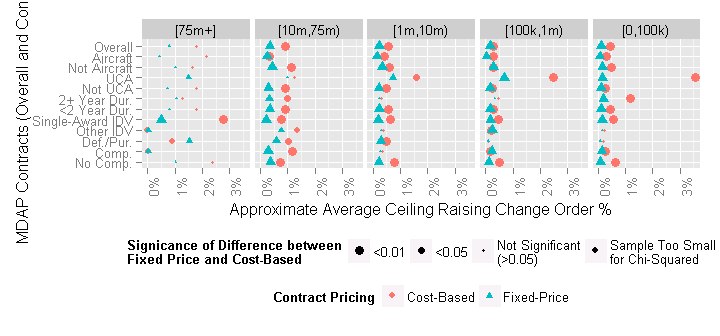 MDAP Contracts (Overall and Con
[75m+] [10m,75m) [1m,10m) [100k,1m) [0,100k)
Overall
Aircraft
Not Aircraft
UCA
Not UCA
2+ Year Dur.
<2 Year Dur.
Single-Award IDV
Other IDV
Def./Pur.
Comp.
No Comp.
0% 1% 2% 3% 0% 1% 2% 3% 0% 1% 2% 3% 0% 1% 2% 3% 0% 1% 2% 3%
Approximate Average Ceiling Raising Change Order %
Signicance of Difference between
Fixed Price and Cost-Based
<0.01
<0.05
Not Significant
(>0.05)
Sample Too Small
for Chi-Squared
Contract Pricing
Cost-Based
Fixed-Price